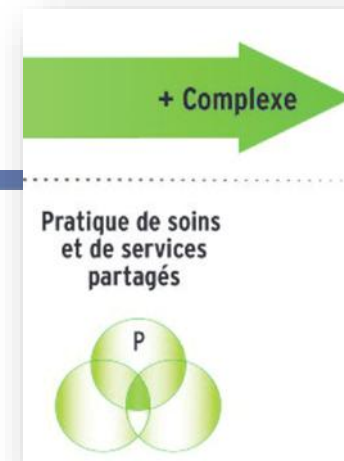 + Complexe
Pratique de soins
et de services
partagés
P